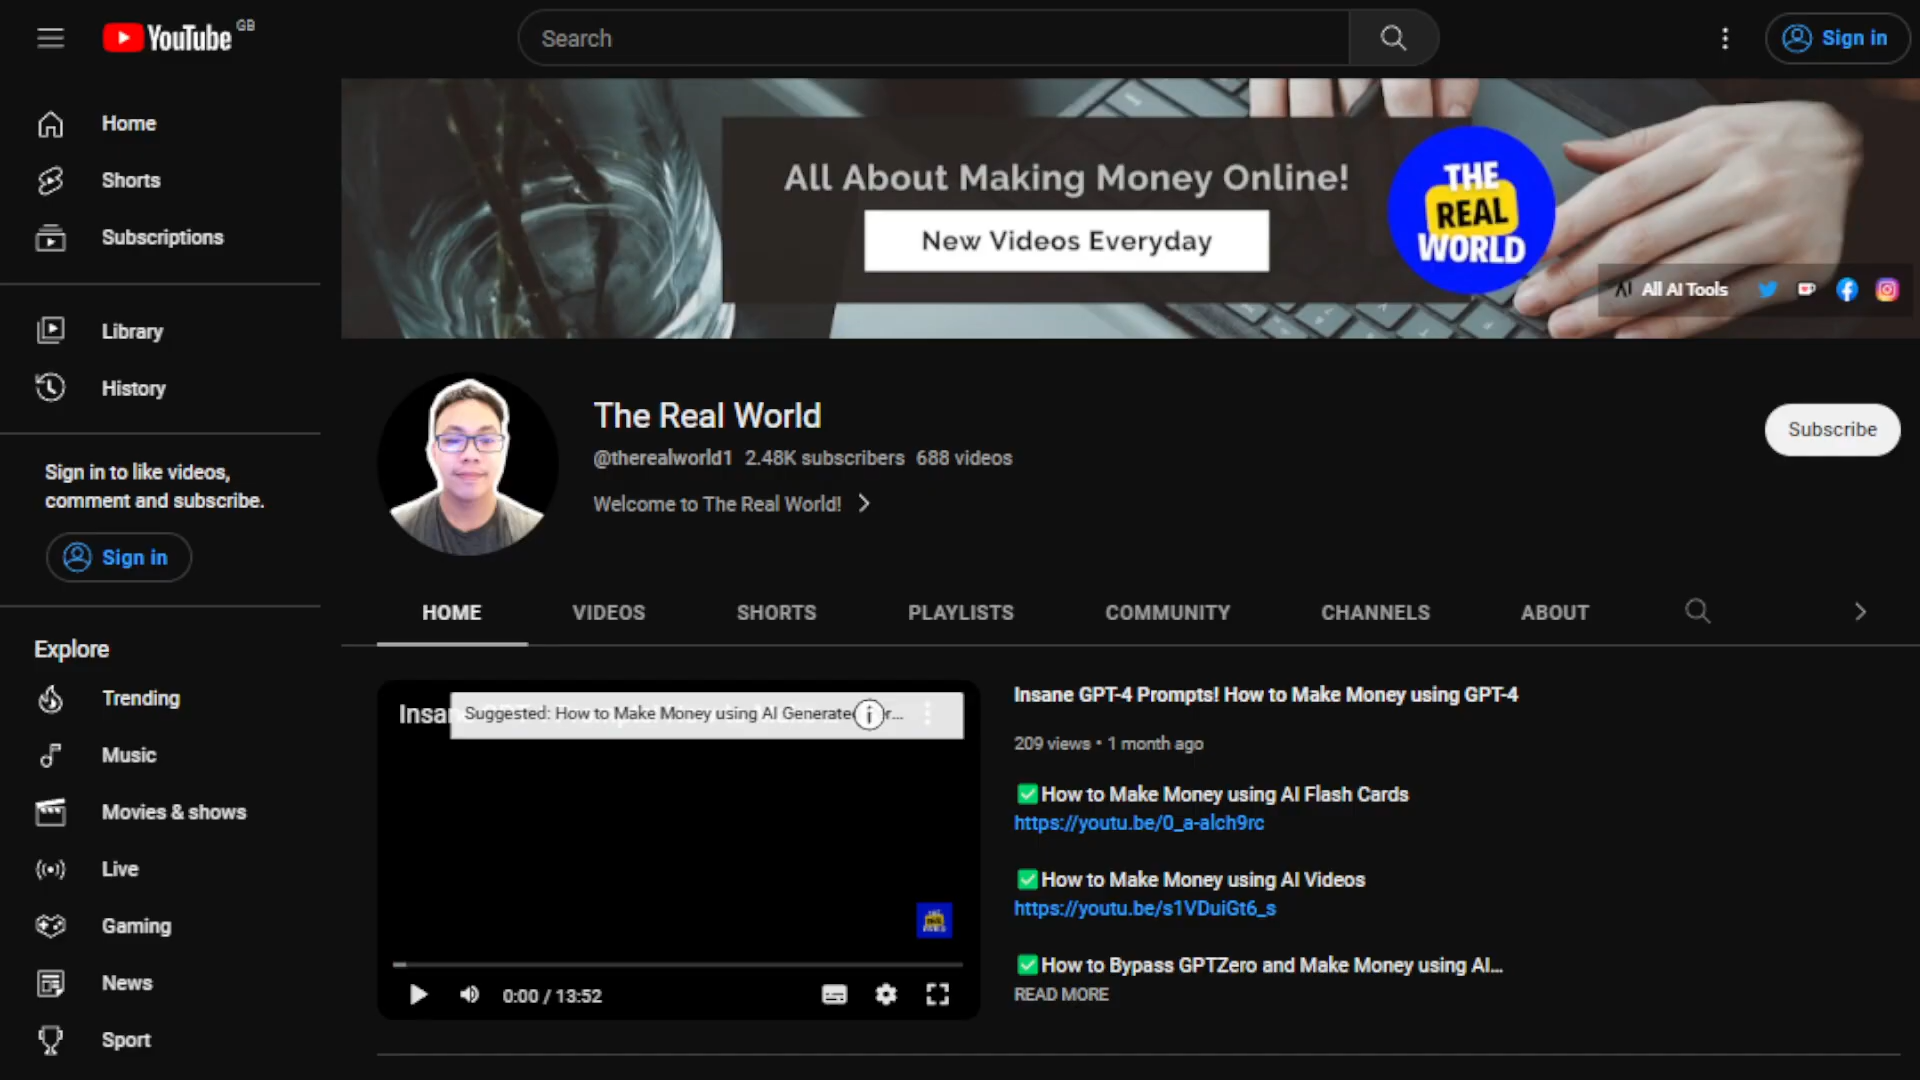 YouTube GB
Search
Sign in
Home
Shorts
Subscriptions
Library
History
Sign in to like videos,
comment and subscribe.
Sign in
Explore
Trending
Music
Movies & shows
Live
Gaming
News
Sport
All About Making Money Online!
New Videos Everyday
THE
REAL
WORLD
All AI Tools
The Real World
@therealworld1 2.48K subscribers 688 videos
Welcome to The Real World!
Subscribe
HOME VIDEOS SHORTS PLAYLISTS COMMUNITY CHANNELS ABOUT
Suggested: How to Make Money using AI
0:00 / 13:52
Insane GPT-4 Prompts! How to Make Money using GPT-4
209 views • 1 month ago
✅How to Make Money using AI Flash Cards
https://youtu.be/0_a-alch9rc
✅How to Make Money using AI Videos
https://youtu.be/s1VDuiGt6_s
✅How to Bypass GPTZero and Make Money using AI...
READ MORE